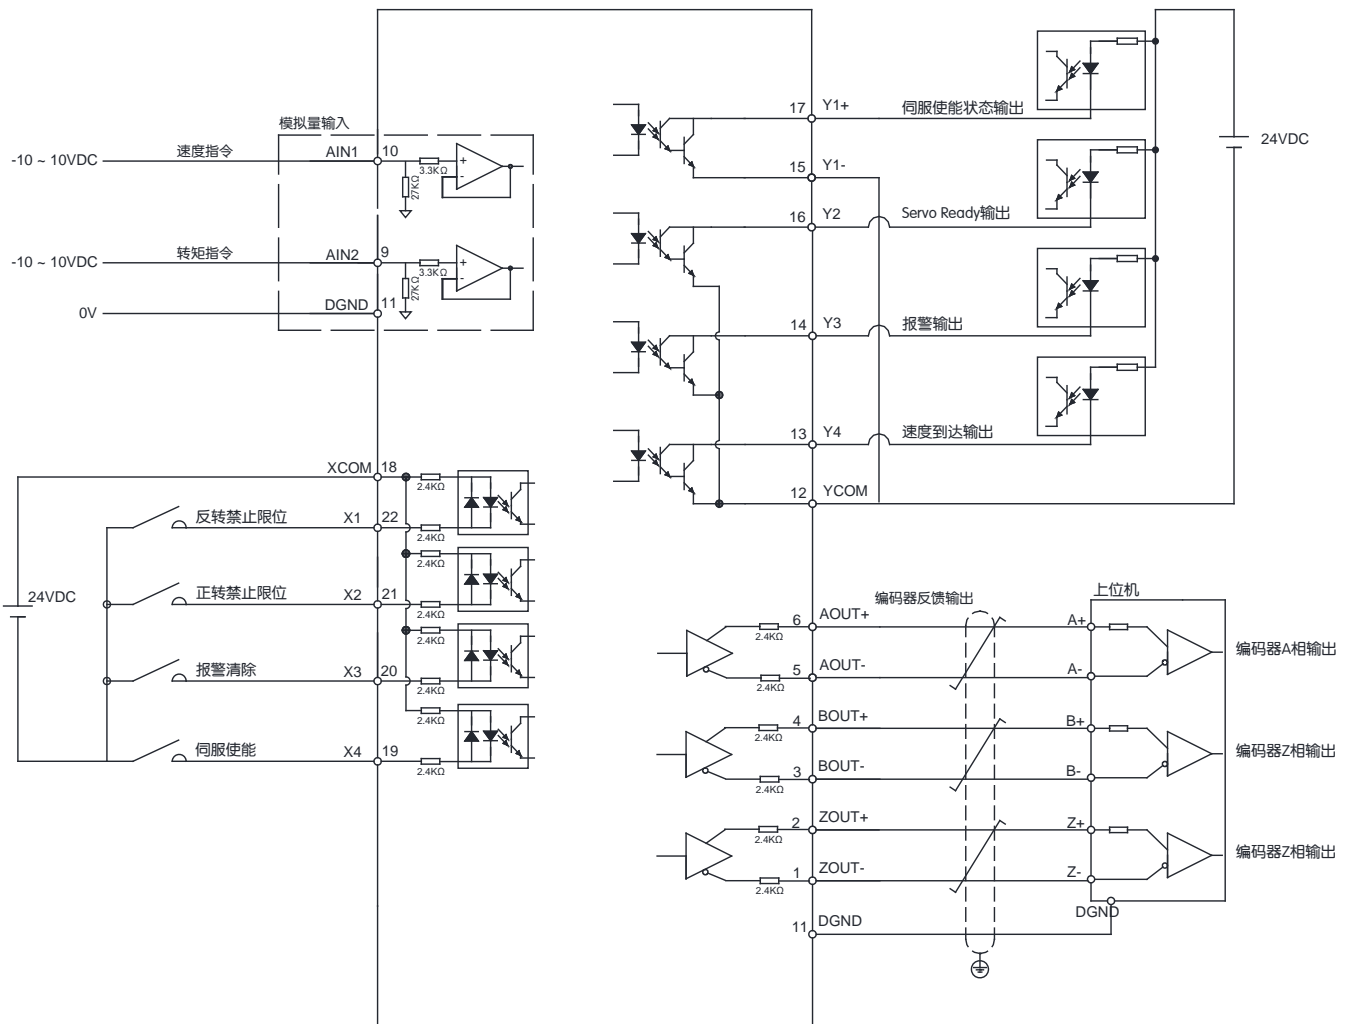 模拟量输入
-10 ~ 10VDC 速度指令 AIN1 10
3.3KΩ
27KΩ
+
-
-10 ~ 10VDC 转矩指令 AIN2 9
3.3KΩ
27KΩ
+
-
0V DGND 11
XCOM 18
2.4KΩ
反转禁止限位 X1 22
2.4KΩ
2.4KΩ
24VDC
正转禁止限位 X2 21
2.4KΩ
2.4KΩ
报警清除 X3 20
2.4KΩ
2.4KΩ
伺服使能 X4 19
2.4KΩ
17 Y1+ 伺服使能状态输出
24VDC
15 Y1-
16 Y2 Servo Ready输出
14 Y3 报警输出
13 Y4 速度到达输出
12 YCOM
编码器反馈输出
上位机
2.4KΩ 6 AOUT+ A+
编码器A相输出
2.4KΩ 5 AOUT- A-
2.4KΩ 4 BOUT+ B+
编码器Z相输出
2.4KΩ 3 BOUT- B-
2.4KΩ 2 ZOUT+ Z+
编码器Z相输出
2.4KΩ 1 ZOUT- Z-
DGND
11 DGND